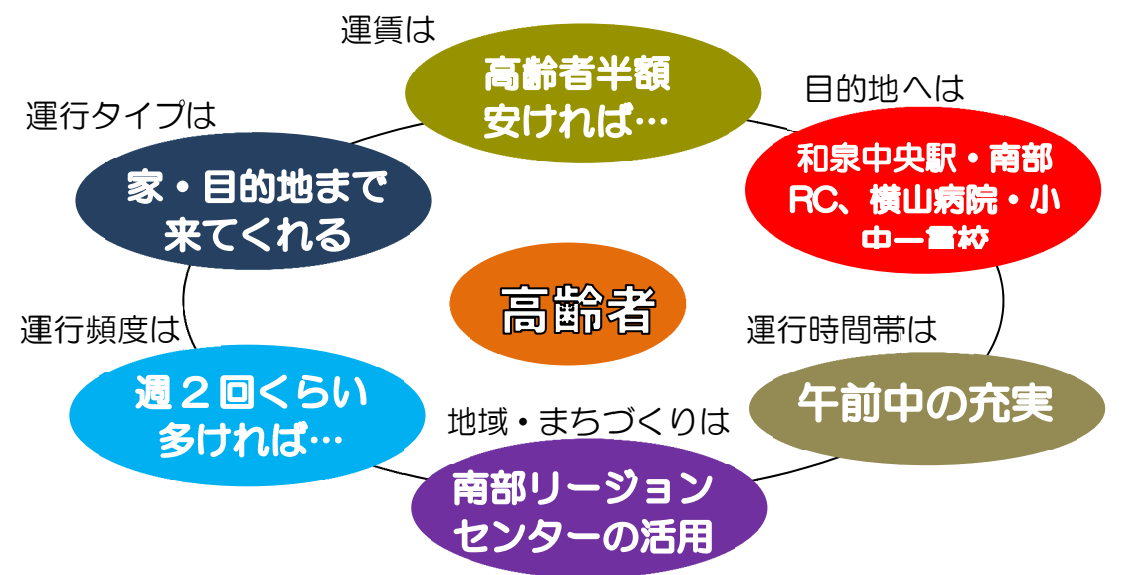 運賃は
高齢者半額
安ければ…
目的地へは
和泉中央駅・南部
RC、横山病院・小
中一貫校
運行時間帯は
午前中の充実
地域・まちづくりは
南部リージョン
センターの活用
運行頻度は
週２回くらい
多ければ…
運行タイプは
家・目的地まで
来てくれる
高齢者